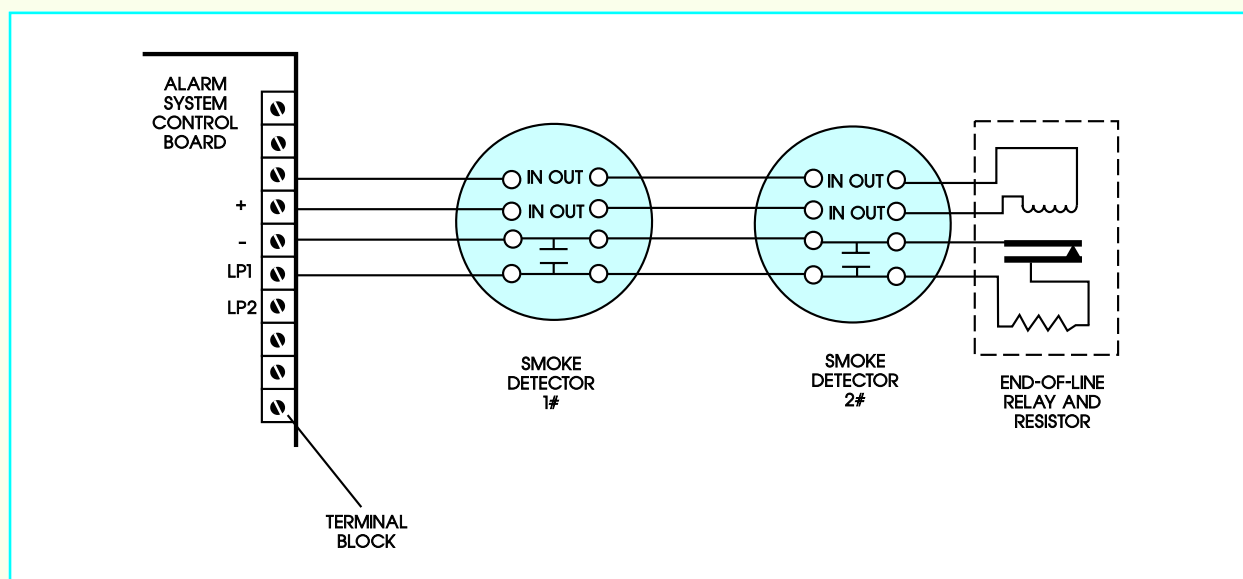 ALARM
SYSTEM
CONTROL
BOARD
+
-
LP1
LP2
IN OUT
IN OUT
IN OUT
IN OUT
SMOKE
DETECTOR
1#
SMOKE
DETECTOR
2#
END-OF-LINE
RELAY AND
RESISTOR
TERMINAL
BLOCK